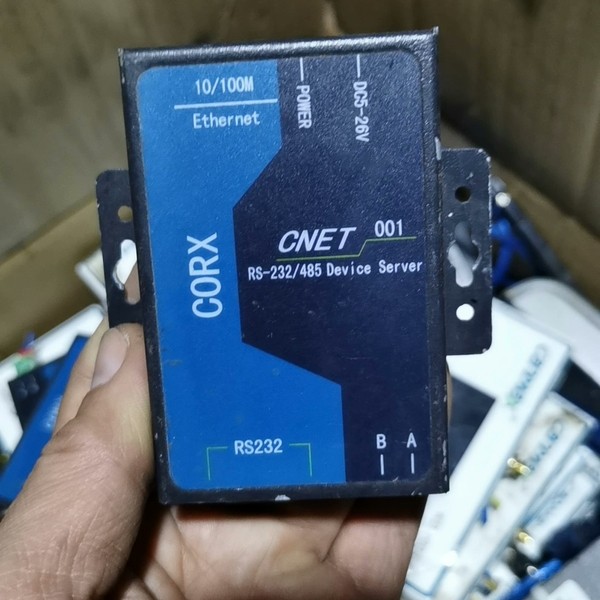 10/100M
Ethernet
POWER
DC5-26V
CNET 001
RS-232/485 Device Server
CORX
RS232
B A